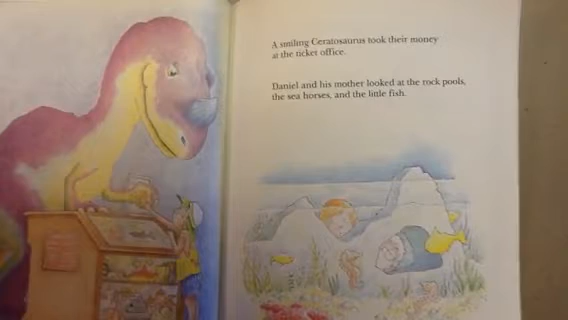 A smiling Ceratosaurus took their money
at the ticket office.
Daniel and his mother looked at the rock pools,
the sea horses, and the little fish.